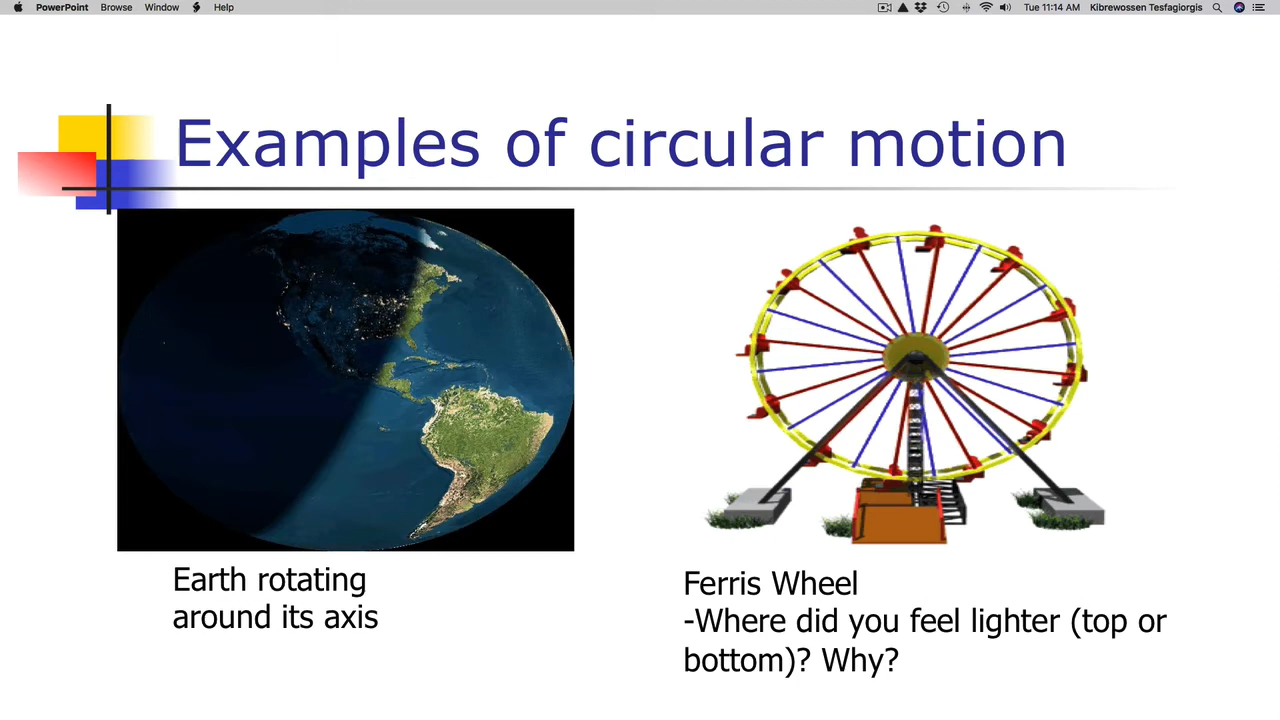 PowerPoint Browse Window Help Tue 11:14 AM Kibrewossen Tesfagiorgis
Examples of circular motion
Earth rotating
around its axis
Ferris Wheel
-Where did you feel lighter (top or
bottom)? Why?